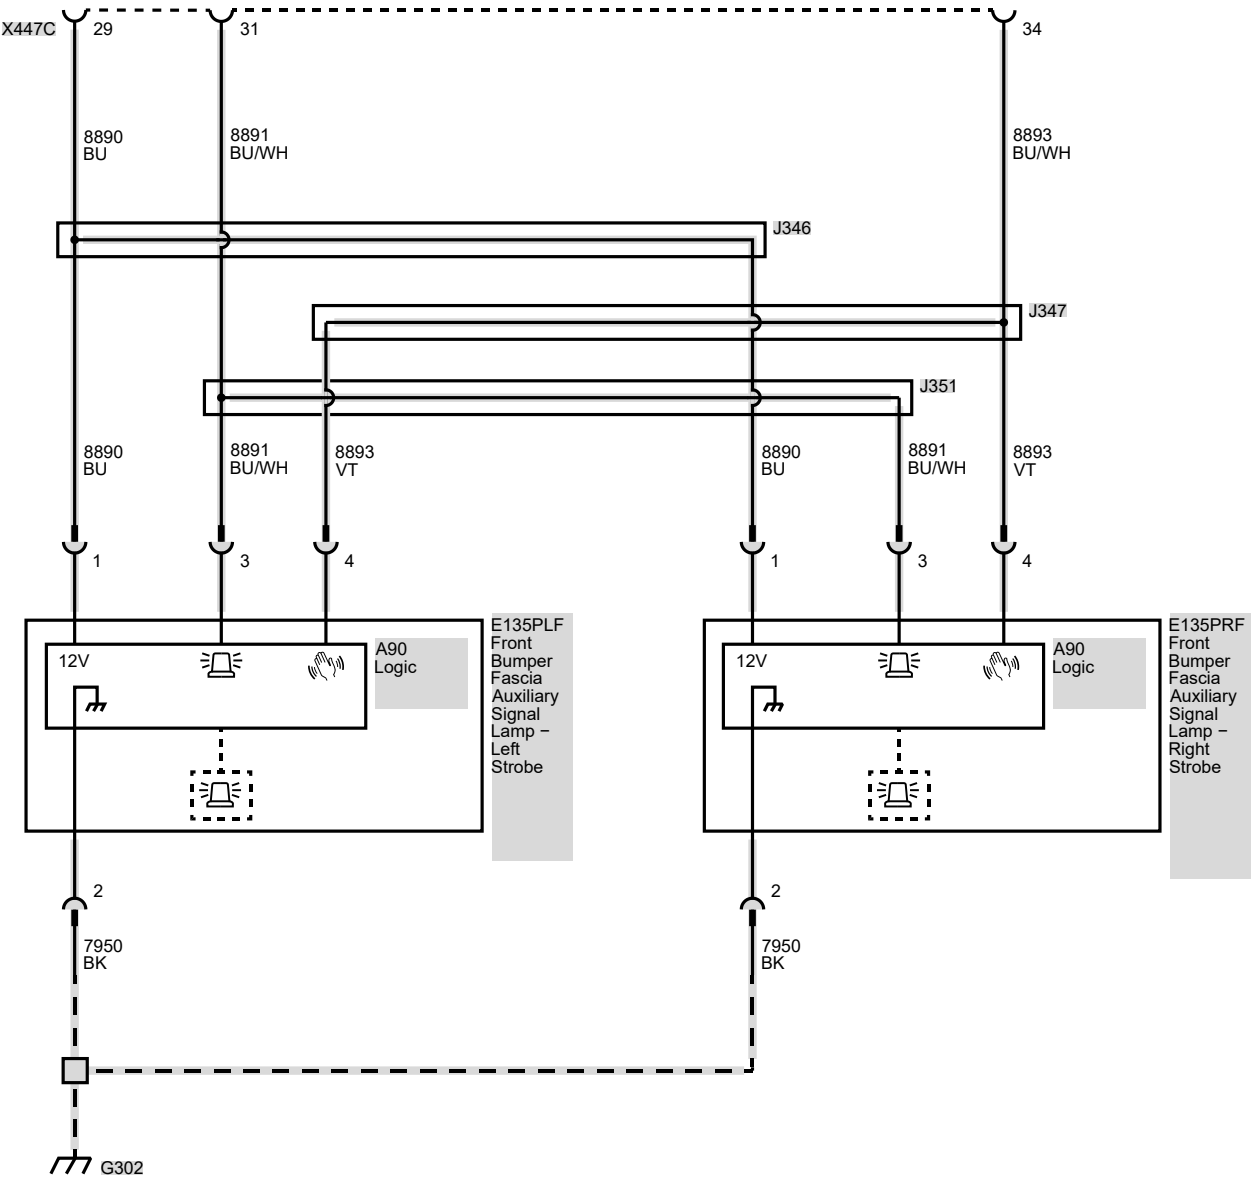 X447C
29
31
34
8890
BU
8891
BU/WH
8893
BU/WH
J346
J347
J351
8890
BU
8891
BU/WH
8893
VT
8890
BU
8891
BU/WH
8893
VT
1
3
4
1
3
4
12V
A90
Logic
E135PLF
Front
Bumper
Fascia
Auxiliary
Signal
Lamp –
Left
Strobe
12V
A90
Logic
E135PRF
Front
Bumper
Fascia
Auxiliary
Signal
Lamp –
Right
Strobe
2
2
7950
BK
7950
BK
G302